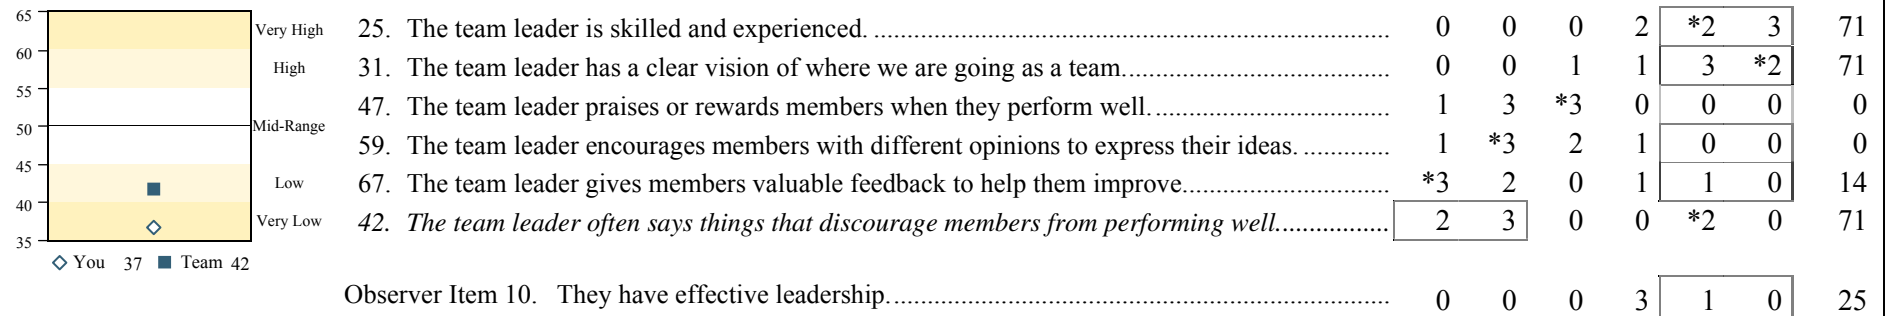 65
60
55
50
45
40
35
Very High
High
Mid-Range
Low
Very Low
◇ You 37 ■ Team 42
25. The team leader is skilled and experienced. 0 0 0 2 *2 3 71
31. The team leader has a clear vision of where we are going as a team. 0 0 1 1 3 *2 71
47. The team leader praises or rewards members when they perform well. 1 3 *3 0 0 0 0
59. The team leader encourages members with different opinions to express their ideas. 1 *3 2 1 0 0 0
67. The team leader gives members valuable feedback to help them improve. *3 2 0 1 1 0 14
42. The team leader often says things that discourage members from performing well. 2 3 0 0 *2 0 71
Observer Item 10. They have effective leadership. 0 0 0 3 1 0 25